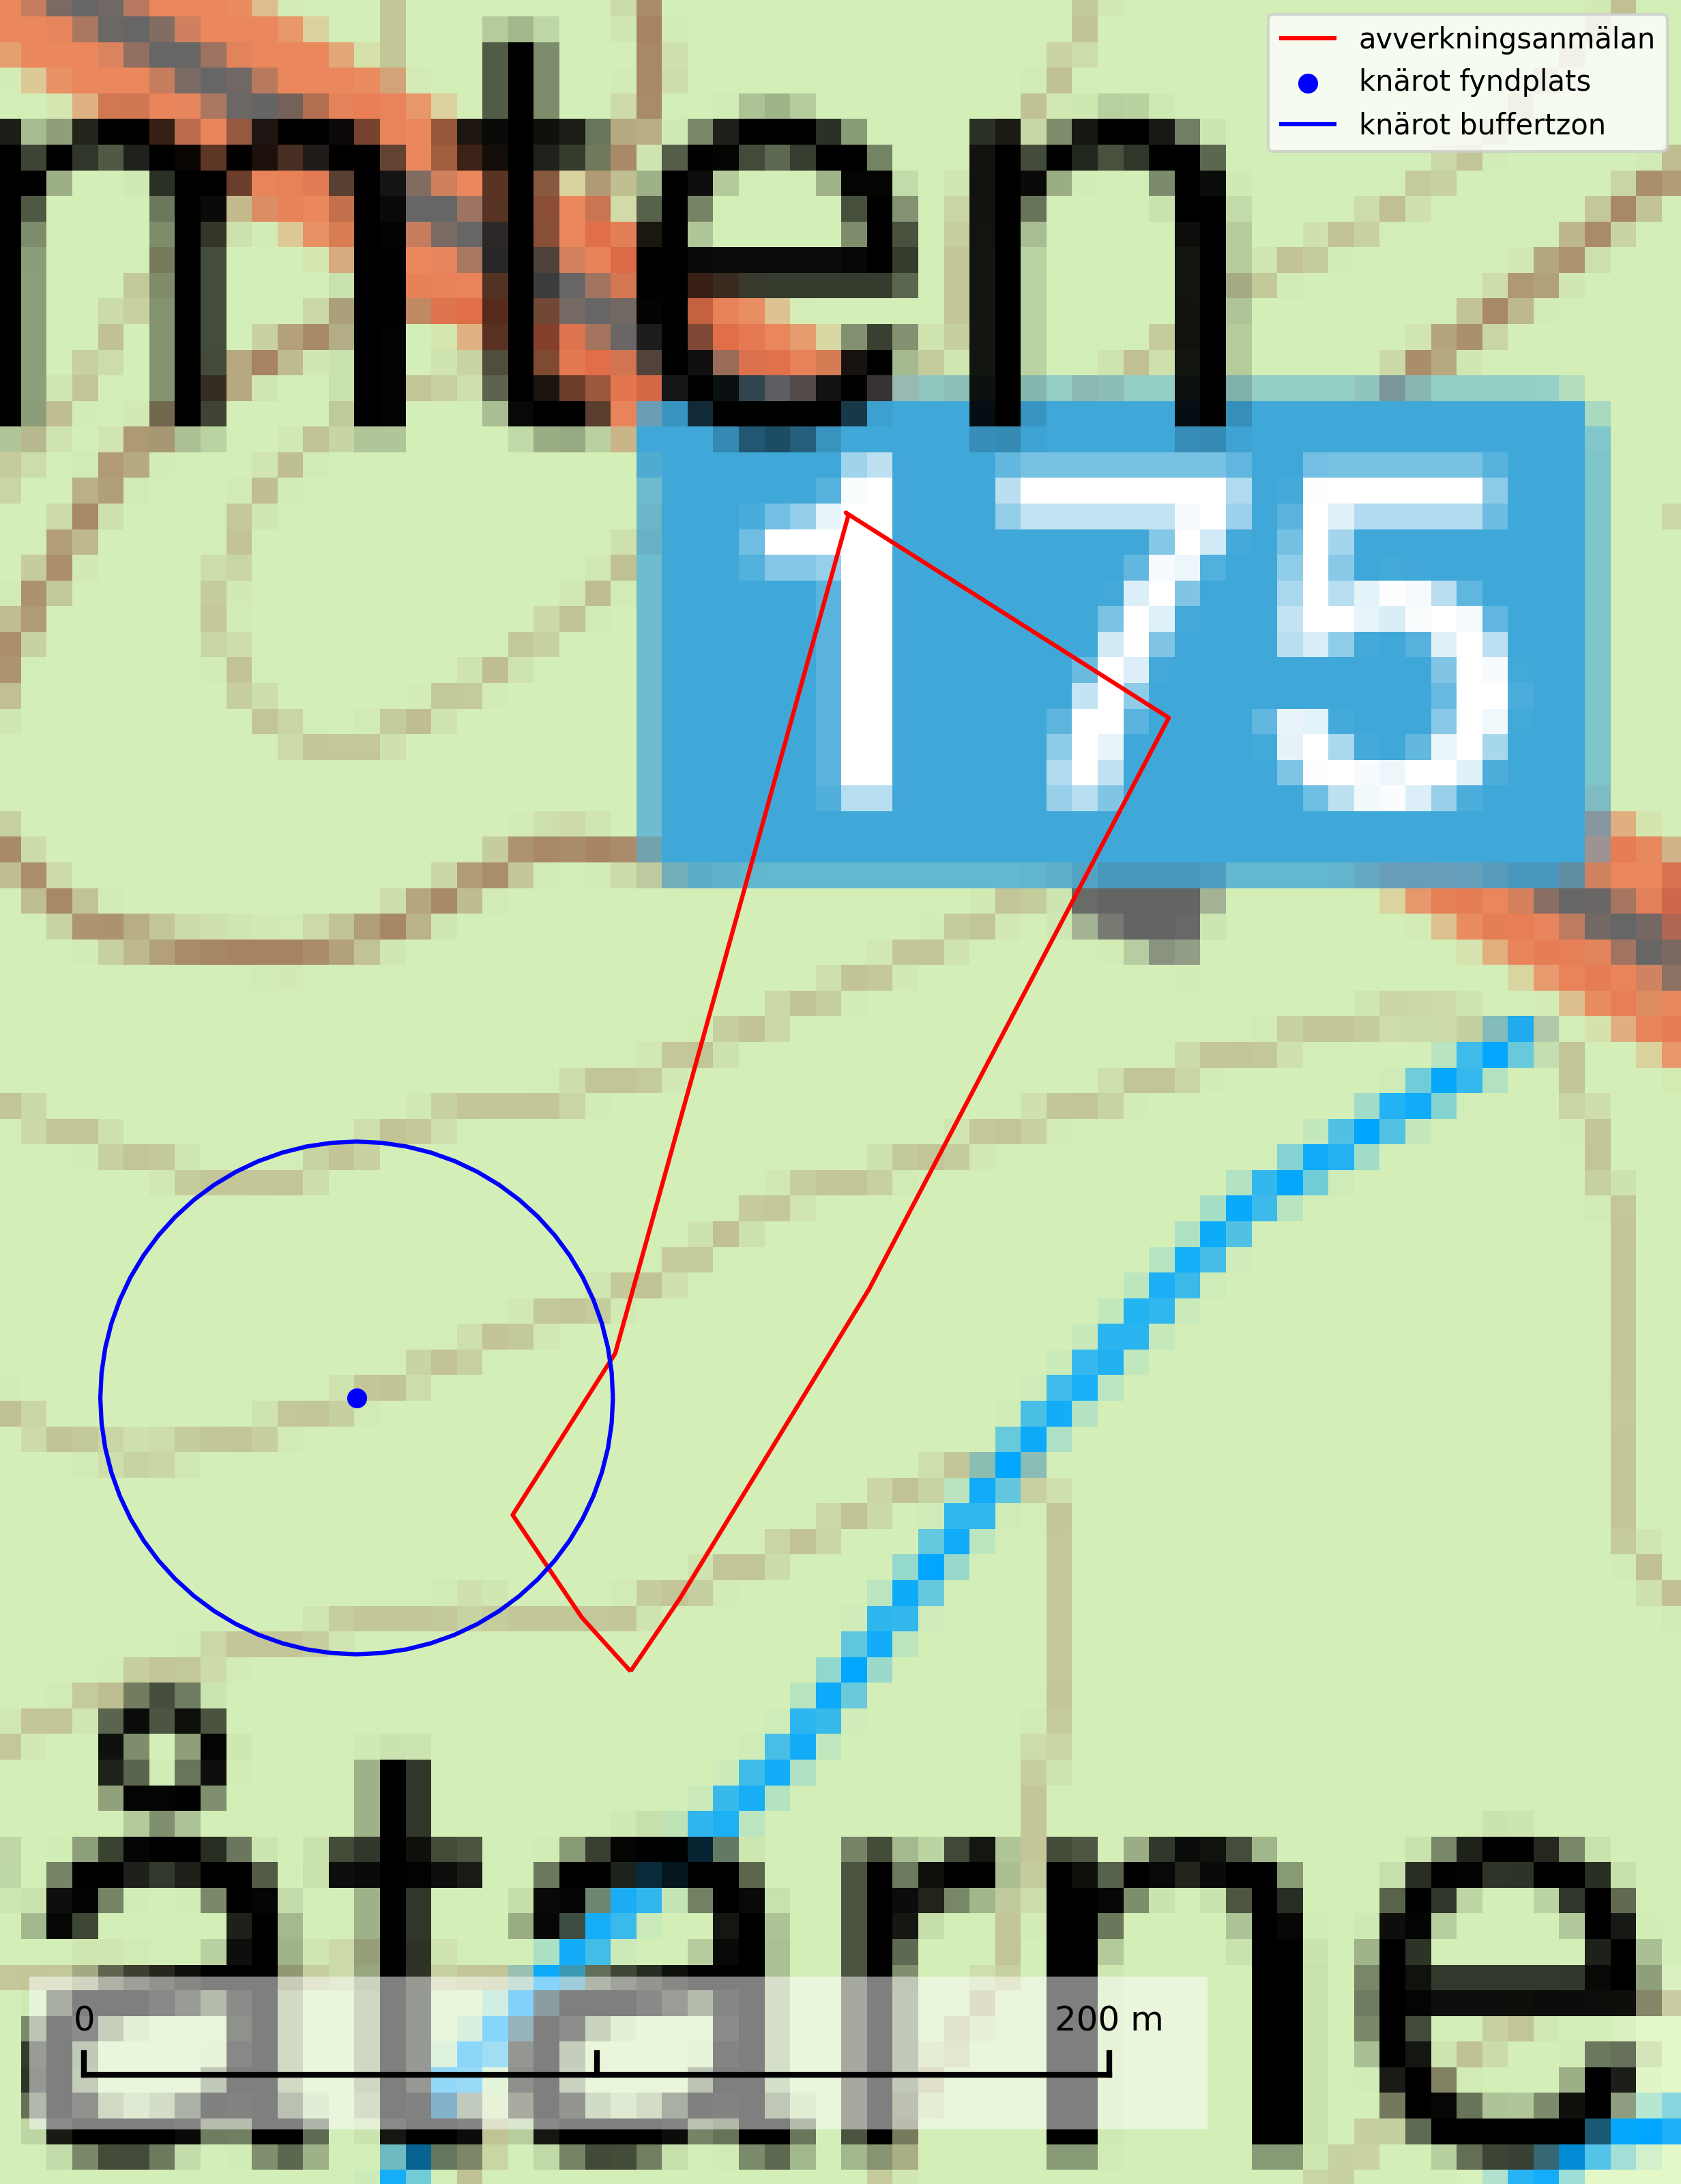 avverkningsanmälan
knärot fyndplats
knärot buffertzon
nten
175
åtarne
0 200 m